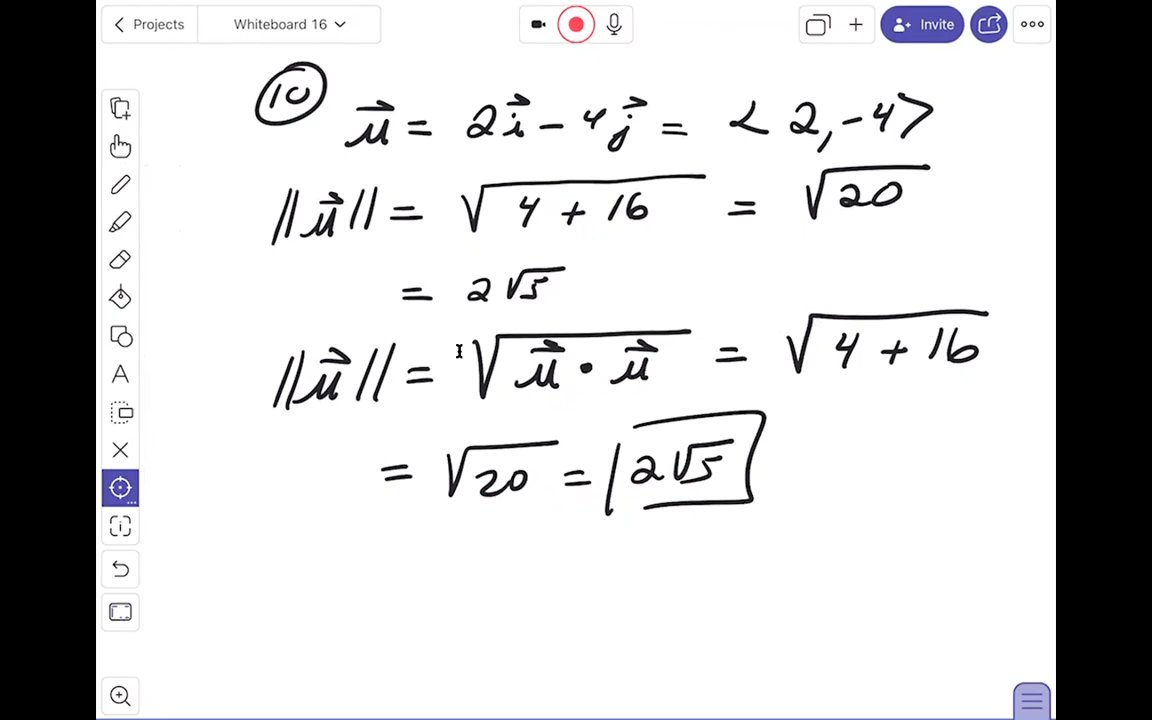 Projects Whiteboard 16 Invite
10 u⃗ = 2i⃗ − 4j⃗ = < 2, −4>
||u⃗|| = √(4 + 16) = √20
= 2√5
||u⃗|| = √(u⃗ • u⃗) = √(4 + 16)
= √20 = 2√5